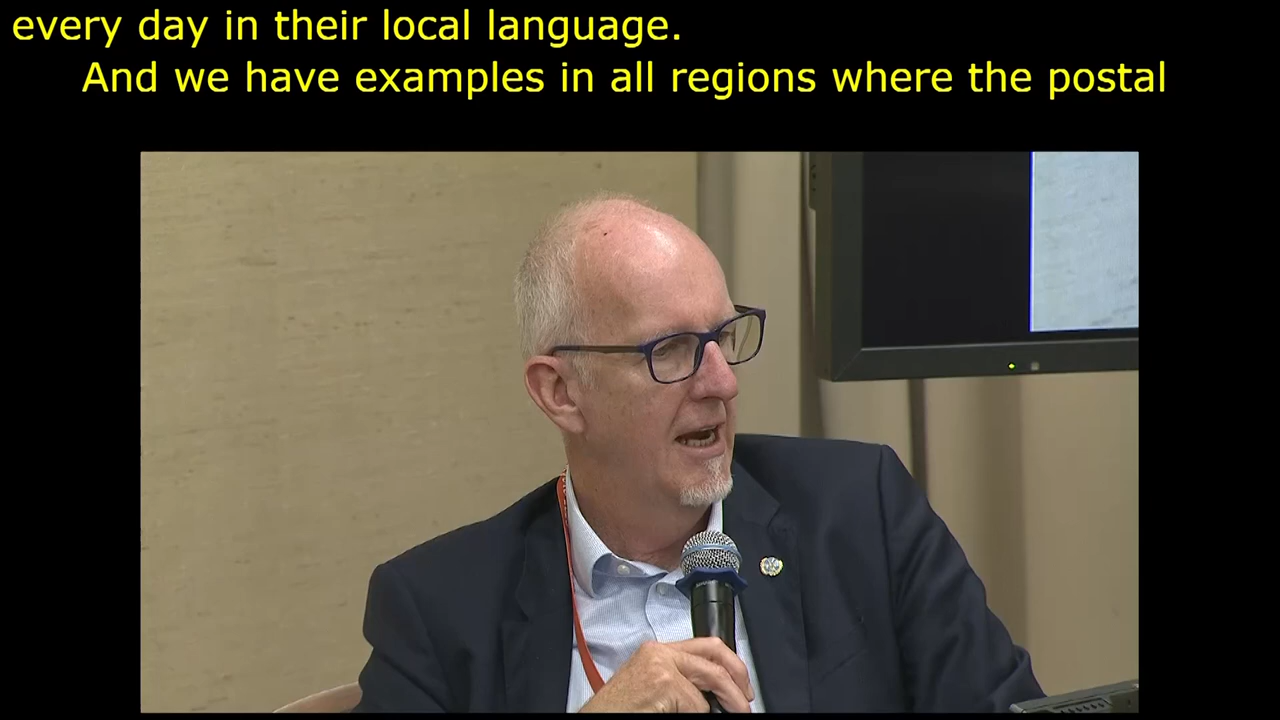 every day in their local language.
And we have examples in all regions where the postal